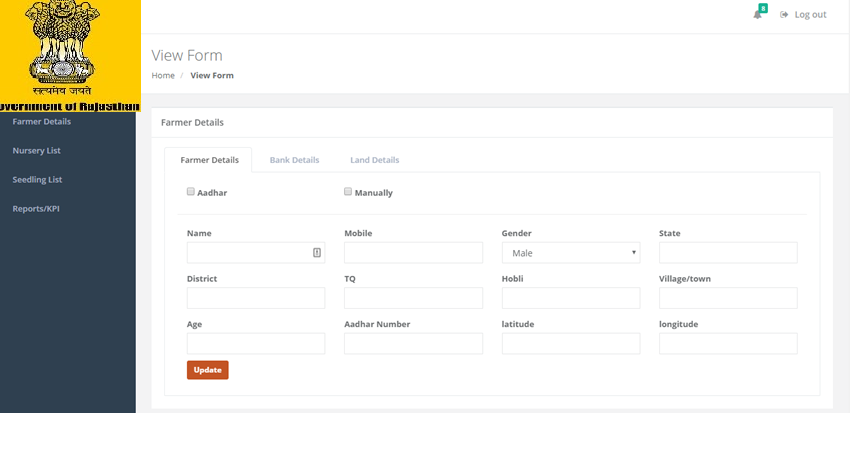 8
Log out
सत्यमेव जयते
overnment of Rajasthan
View Form
Home / View Form
Farmer Details
Nursery List
Seedling List
Reports/KPI
Farmer Details
Farmer Details Bank Details Land Details
Aadhar Manually
Name Mobile Gender State
Male
District TQ Hobli Village/town
Age Aadhar Number latitude longitude
Update